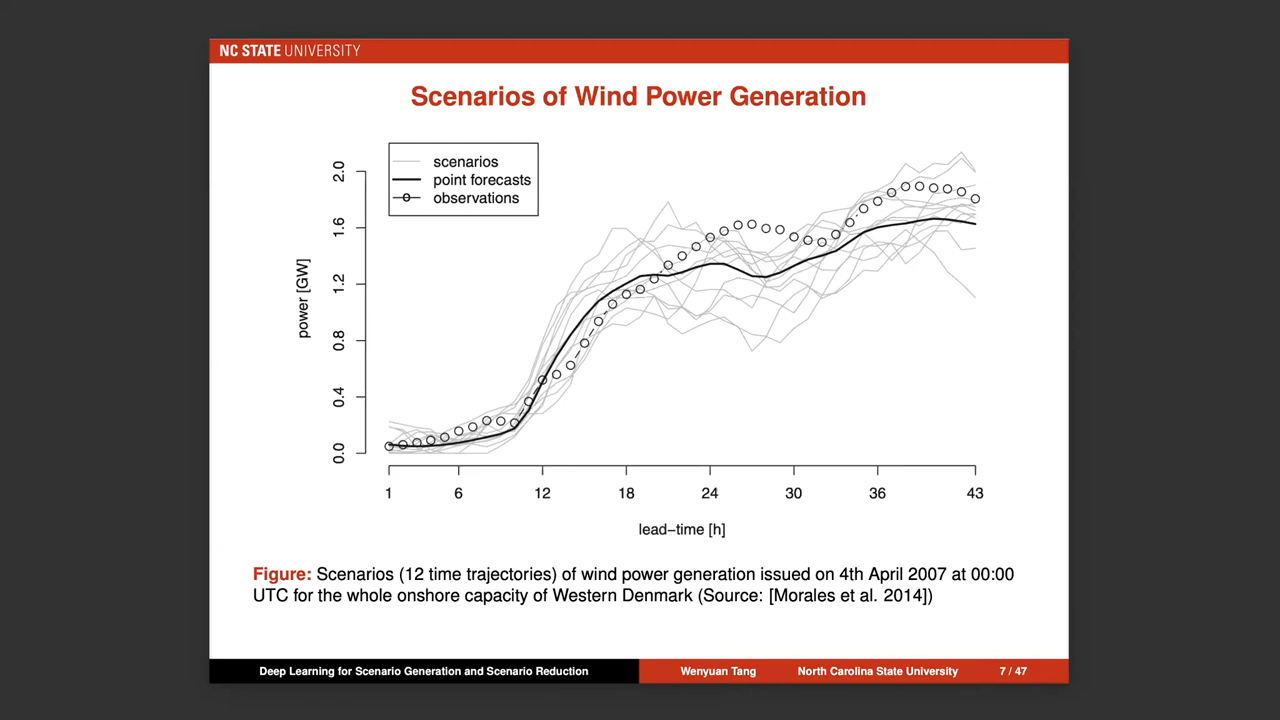 NC STATE UNIVERSITY
Scenarios of Wind Power Generation
scenarios
point forecasts
observations
power [GW]
2.0
1.6
1.2
0.8
0.4
0.0
1 6 12 18 24 30 36 43
lead−time [h]
Figure: Scenarios (12 time trajectories) of wind power generation issued on 4th April 2007 at 00:00
UTC for the whole onshore capacity of Western Denmark (Source: [Morales et al. 2014])
Deep Learning for Scenario Generation and Scenario Reduction Wenyuan Tang North Carolina State University 7 / 47